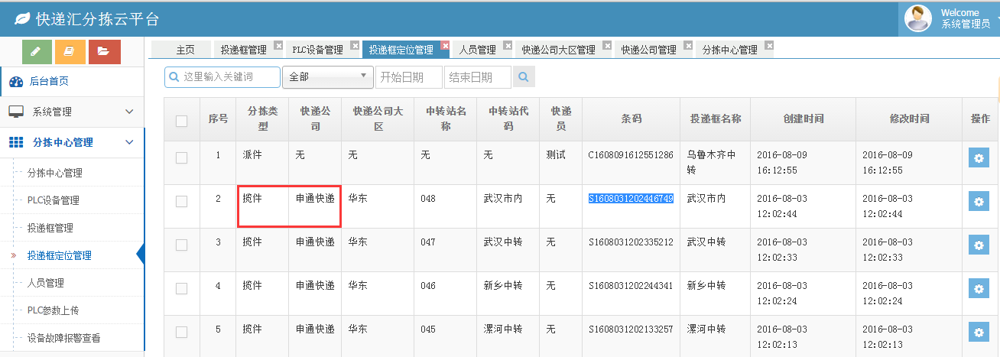 快递汇分拣云平台
Welcome
系统管理员
主页 投递框管理 PLC设备管理 投递框定位管理 人员管理 快递公司大区管理 快递公司管理 分拣中心管理
这里输入关键词 全部 开始日期 结束日期
后台首页
系统管理
分拣中心管理
分拣中心管理
PLC设备管理
投递框管理
投递框定位管理
人员管理
PLC参数上传
设备故障报警查看
序号 分拣类型 快递公司 快递公司大区 中转站名称 中转站代码 快递员 条码 投递框名称 创建时间 修改时间 操作
1 派件 无 无 无 无 测试 C1608091612551286 乌鲁木齐中转 2016-08-09 16:12:55 2016-08-09 16:12:55
2 揽件 申通快递 华东 048 武汉市内 无 S1608031202446749 武汉市内 2016-08-03 12:02:44 2016-08-03 12:02:44
3 揽件 申通快递 华东 047 武汉中转 无 S1608031202335212 武汉中转 2016-08-03 12:02:33 2016-08-03 12:02:33
4 揽件 申通快递 华东 046 新乡中转 无 S1608031202244341 新乡中转 2016-08-03 12:02:24 2016-08-03 12:02:24
5 揽件 申通快递 华东 045 漯河中转 无 S1608031202133257 漯河中转 2016-08-03 12:02:13 2016-08-03 12:02:13